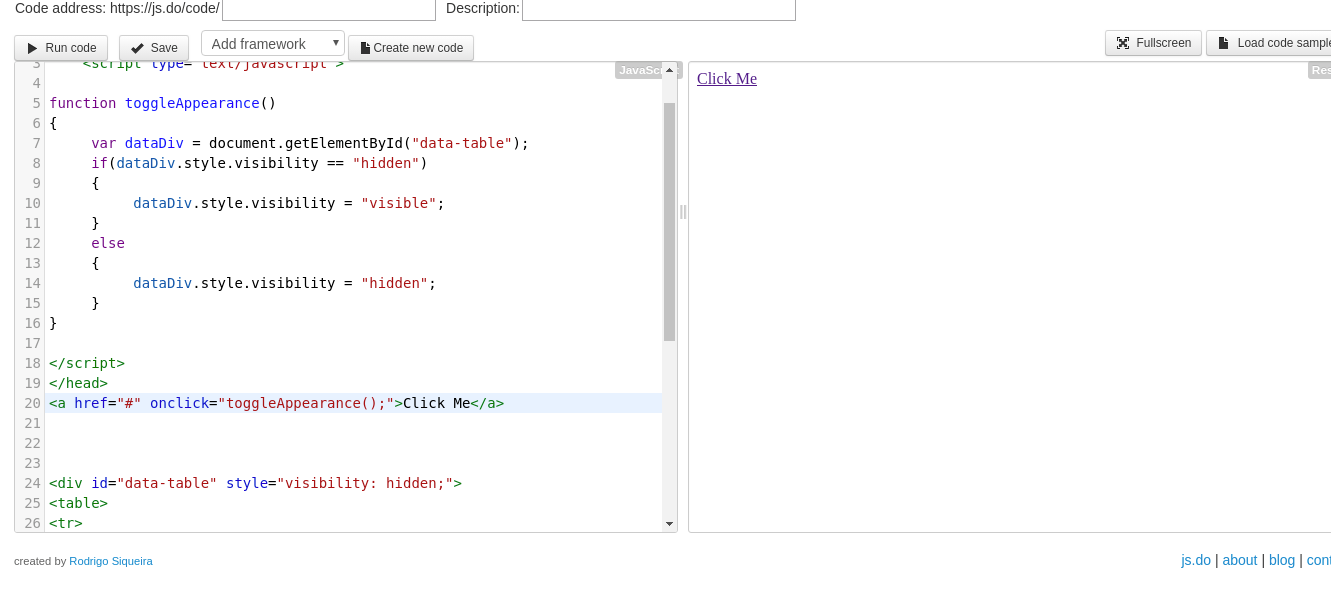 Code address: https://js.do/code/ Description:
Run code Save Add framework Create new code Fullscreen Load code sample
3 <script type="text/javascript">
JavaSc
Res
4
5 function toggleAppearance()
6 {
7 var dataDiv = document.getElementById("data-table");
8 if(dataDiv.style.visibility == "hidden")
9 {
10 dataDiv.style.visibility = "visible";
11 }
12 else
13 {
14 dataDiv.style.visibility = "hidden";
15 }
16 }
17
18 </script>
19 </head>
20 <a href="#" onclick="toggleAppearance();">Click Me</a>
21
22
23
24 <div id="data-table" style="visibility: hidden;">
25 <table>
26 <tr>
Click Me
created by Rodrigo Siqueira
js.do | about | blog | cont